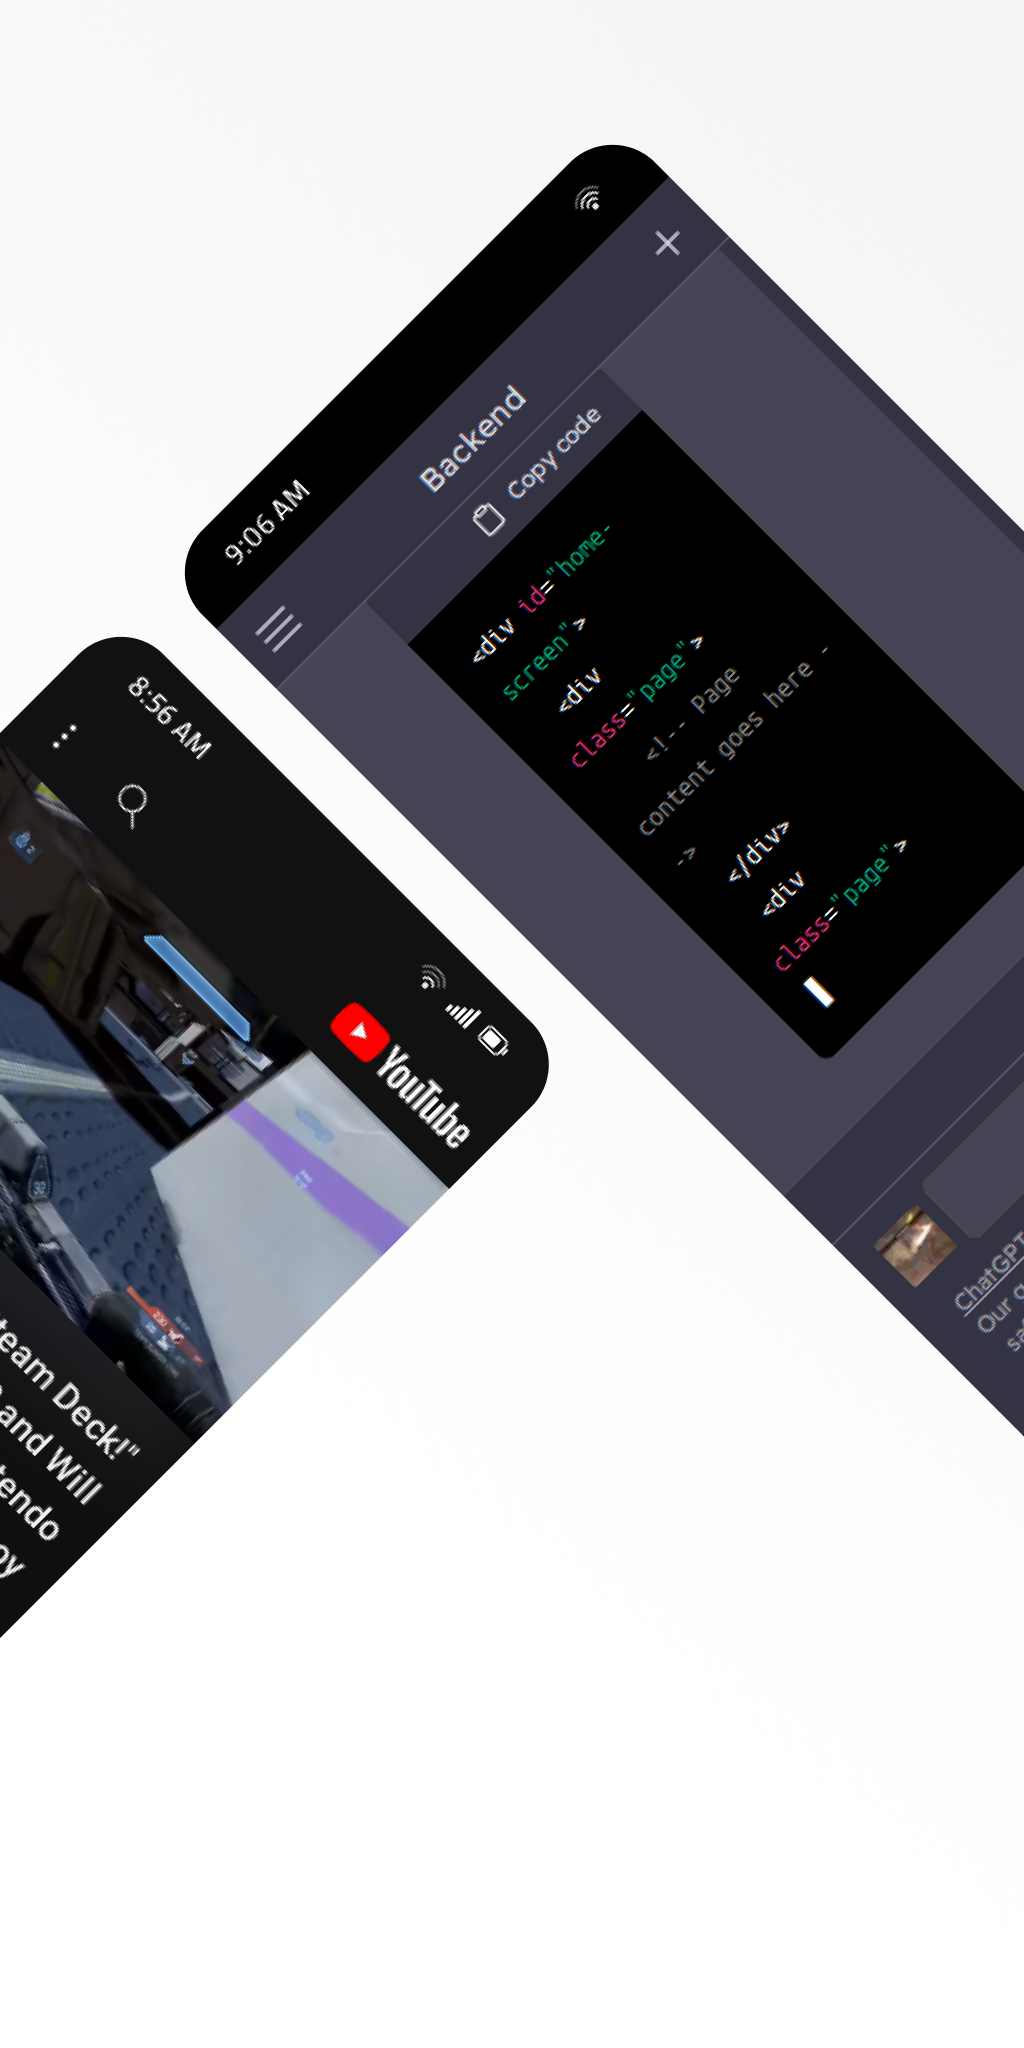 9:06 AM
Backend
Copy code
<div id="home-
screen">
<div
class="page">
<!-- Page
content goes here -
->
</div>
<div
class="page">
ChatGPT
Our
8:56 AM
YouTube
team Deck!"
and Will
tendo
oy